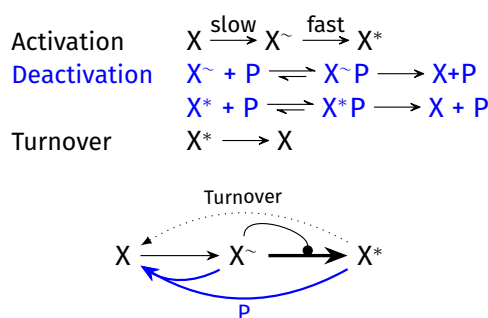 Activation X slow→ X~ fast→ X*
Deactivation X~ + P ⇌ X~P → X+P
X* + P ⇌ X*P → X + P
Turnover X* → X
Turnover
X → X~ → X*
P